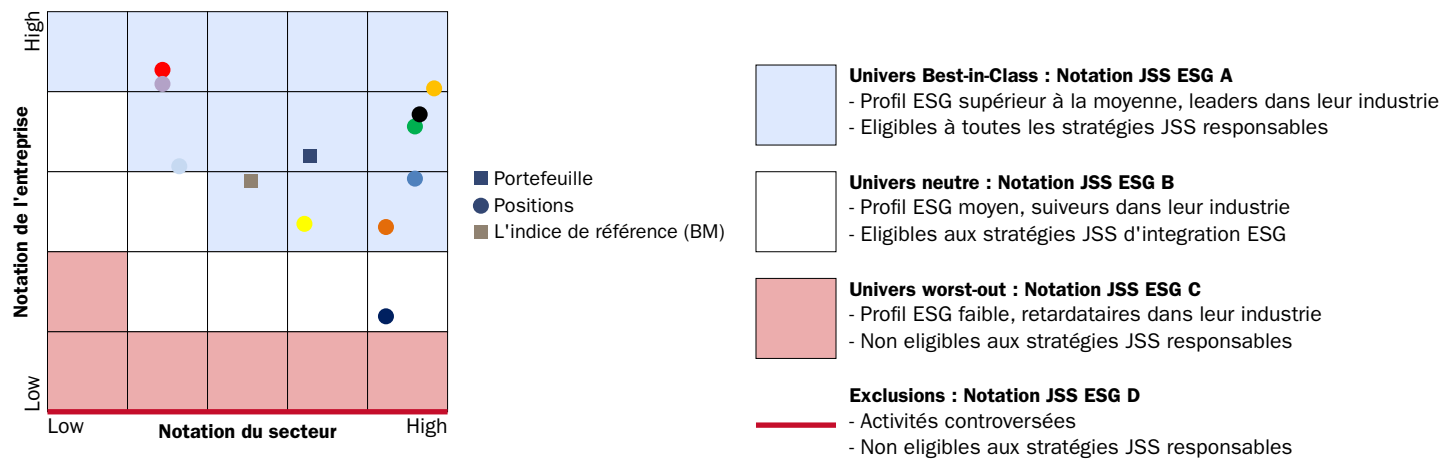 High
Notation de l'entreprise
Low
Low
Notation du secteur
High
Portefeuille
Positions
L'indice de référence (BM)
Univers Best-in-Class : Notation JSS ESG A
- Profil ESG supérieur à la moyenne, leaders dans leur industrie
- Eligibles à toutes les stratégies JSS responsables
Univers neutre : Notation JSS ESG B
- Profil ESG moyen, suiveurs dans leur industrie
- Eligibles aux stratégies JSS d'integration ESG
Univers worst-out : Notation JSS ESG C
- Profil ESG faible, retardataires dans leur industrie
- Non eligibles aux stratégies JSS responsables
Exclusions : Notation JSS ESG D
- Activités controversées
- Non eligibles aux stratégies JSS responsables